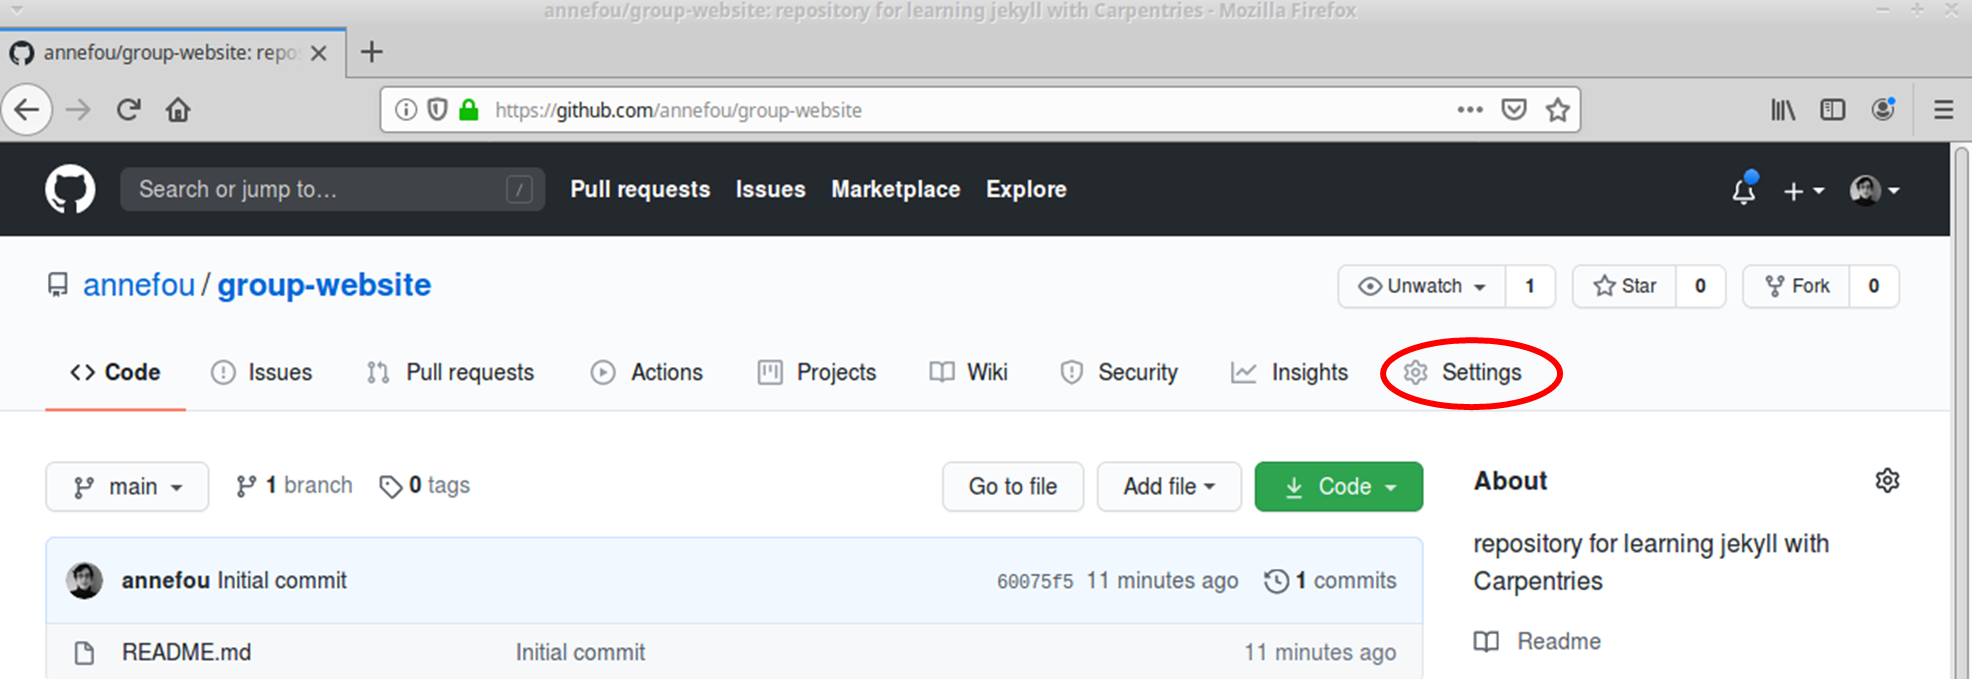 annefou/group-website: repository for learning jekyll with Carpentries - Mozilla Firefox
annefou/group-website: repo
https://github.com/annefou/group-website
Search or jump to… / Pull requests Issues Marketplace Explore
annefou / group-website Unwatch 1 Star 0 Fork 0
Code Issues Pull requests Actions Projects Wiki Security Insights Settings
main 1 branch 0 tags Go to file Add file Code About
repository for learning jekyll with
Carpentries
annefou Initial commit 60075f5 11 minutes ago 1 commits
README.md Initial commit 11 minutes ago Readme